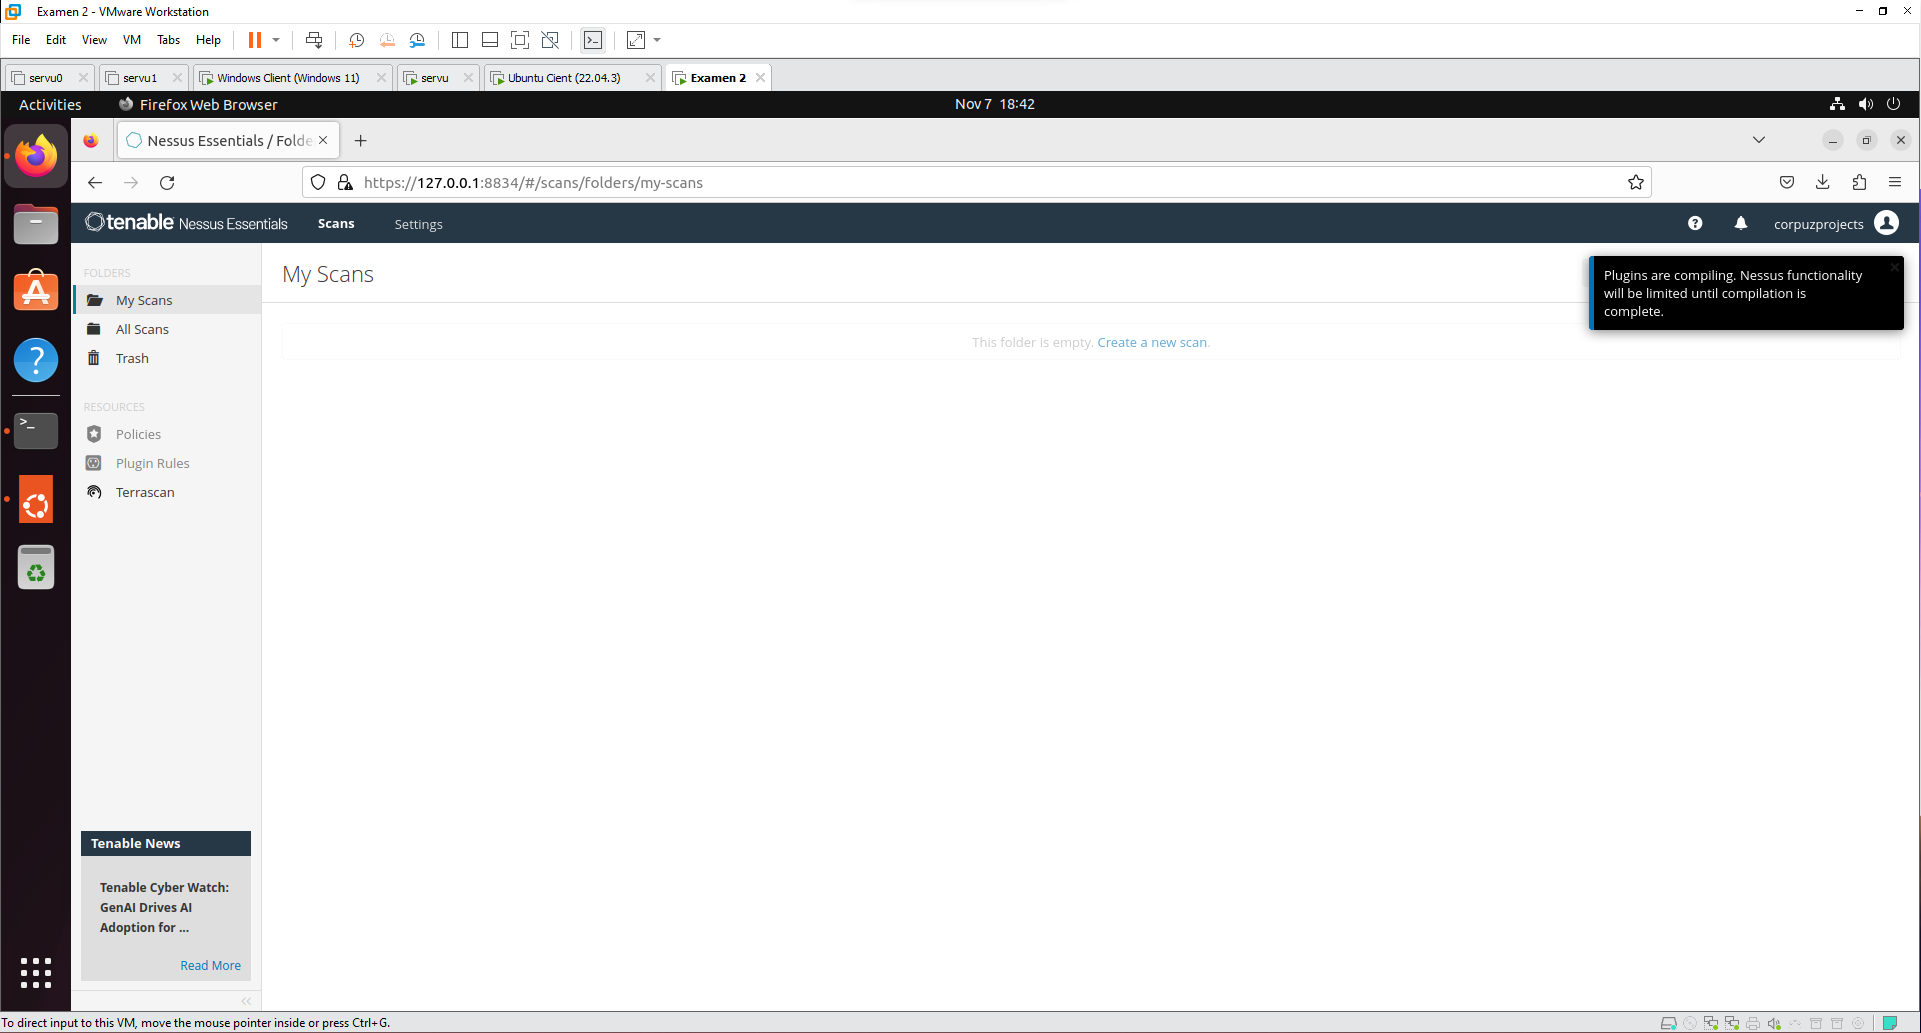 Examen 2 - VMware Workstation
File Edit View VM Tabs Help
servu0 servu1 Windows Client (Windows 11) servu Ubuntu Cient (22.04.3) Examen 2
Activities Firefox Web Browser Nov 7 18:42
Nessus Essentials / Folde
https://127.0.0.1:8834/#/scans/folders/my-scans
tenable Nessus Essentials Scans Settings corpuzprojects
FOLDERS
My Scans
All Scans
Trash
RESOURCES
Policies
Plugin Rules
Terrascan
My Scans
Plugins are compiling. Nessus functionality
will be limited until compilation is
complete.
This folder is empty. Create a new scan.
Tenable News
Tenable Cyber Watch:
GenAI Drives AI
Adoption for ...
Read More
To direct input to this VM, move the mouse pointer inside or press Ctrl+G.